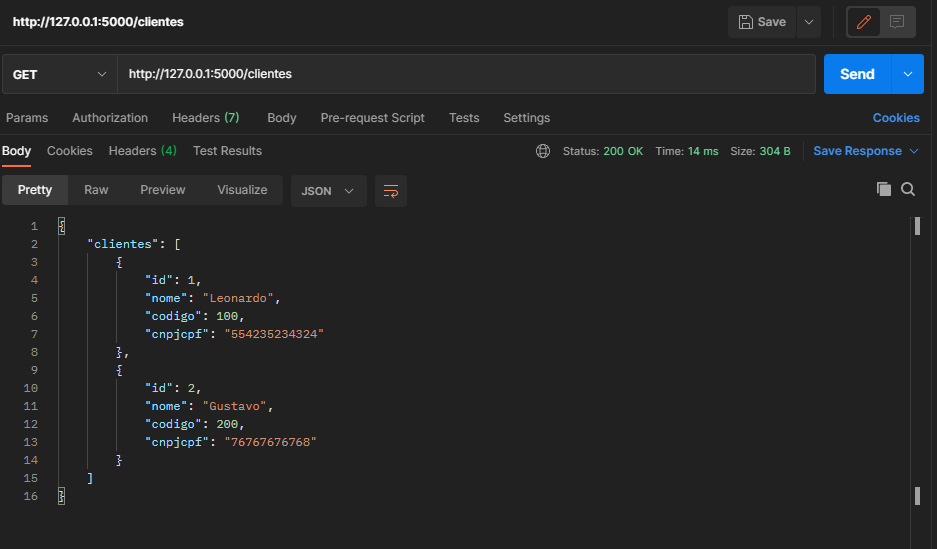 http://127.0.0.1:5000/clientes
Save
GET
http://127.0.0.1:5000/clientes
Send
Params Authorization Headers (7) Body Pre-request Script Tests Settings Cookies
Body Cookies Headers (4) Test Results Status: 200 OK Time: 14 ms Size: 304 B Save Response
Pretty Raw Preview Visualize JSON
1 {
2 "clientes": [
3 {
4 "id": 1,
5 "nome": "Leonardo",
6 "codigo": 100,
7 "cnpjcpf": "554235234324"
8 },
9 {
10 "id": 2,
11 "nome": "Gustavo",
12 "codigo": 200,
13 "cnpjcpf": "76767676768"
14 }
15 ]
16 }